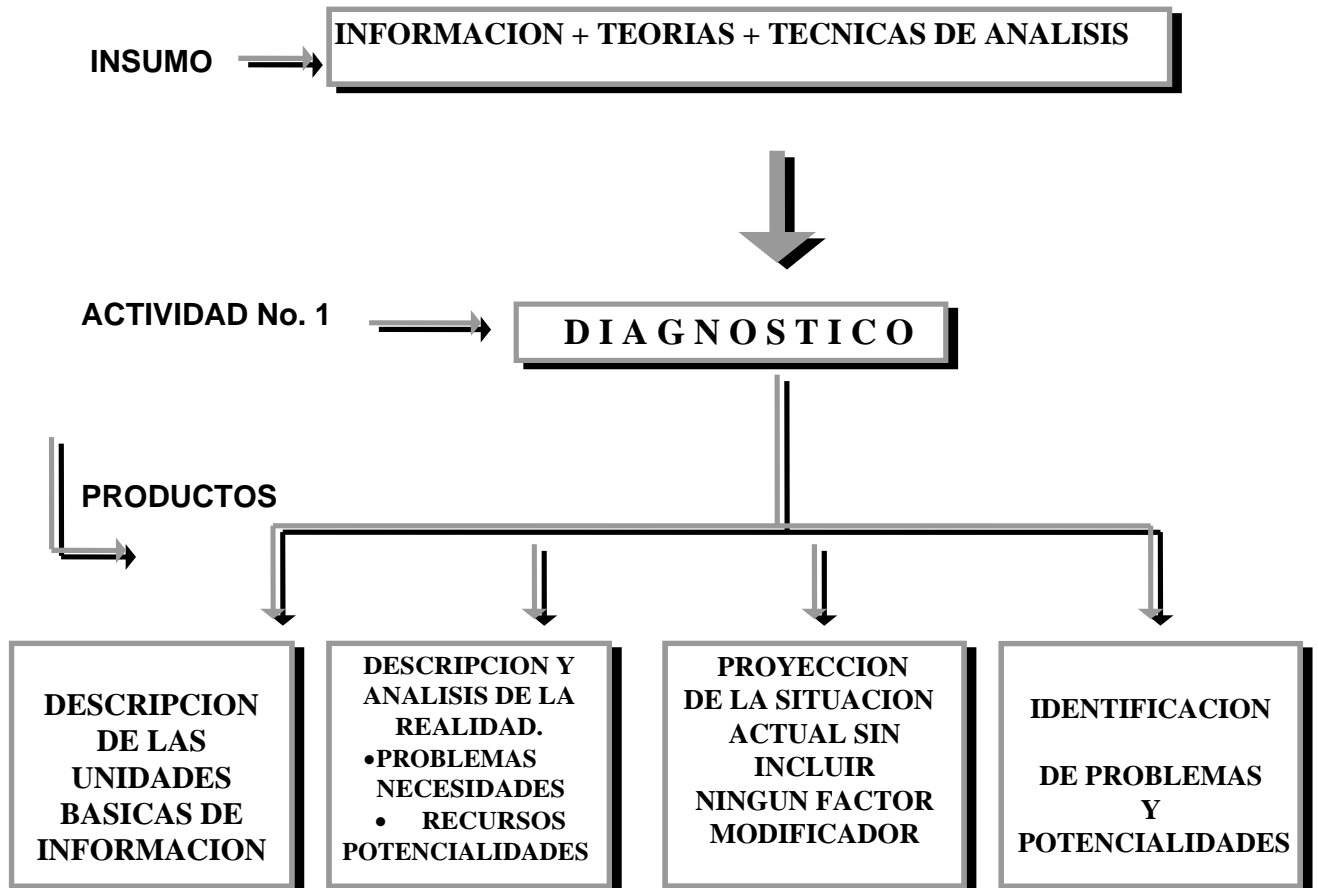 INSUMO
INFORMACION + TEORIAS + TECNICAS DE ANALISIS
ACTIVIDAD No. 1
D I A G N O S T I C O
PRODUCTOS
DESCRIPCION
DE LAS
UNIDADES
BASICAS DE
INFORMACION
DESCRIPCION Y
ANALISIS DE LA
REALIDAD.
•PROBLEMAS
NECESIDADES
• RECURSOS
POTENCIALIDADES
PROYECCION
DE LA SITUACION
ACTUAL SIN
INCLUIR
NINGUN FACTOR
MODIFICADOR
IDENTIFICACION
DE PROBLEMAS
Y
POTENCIALIDADES